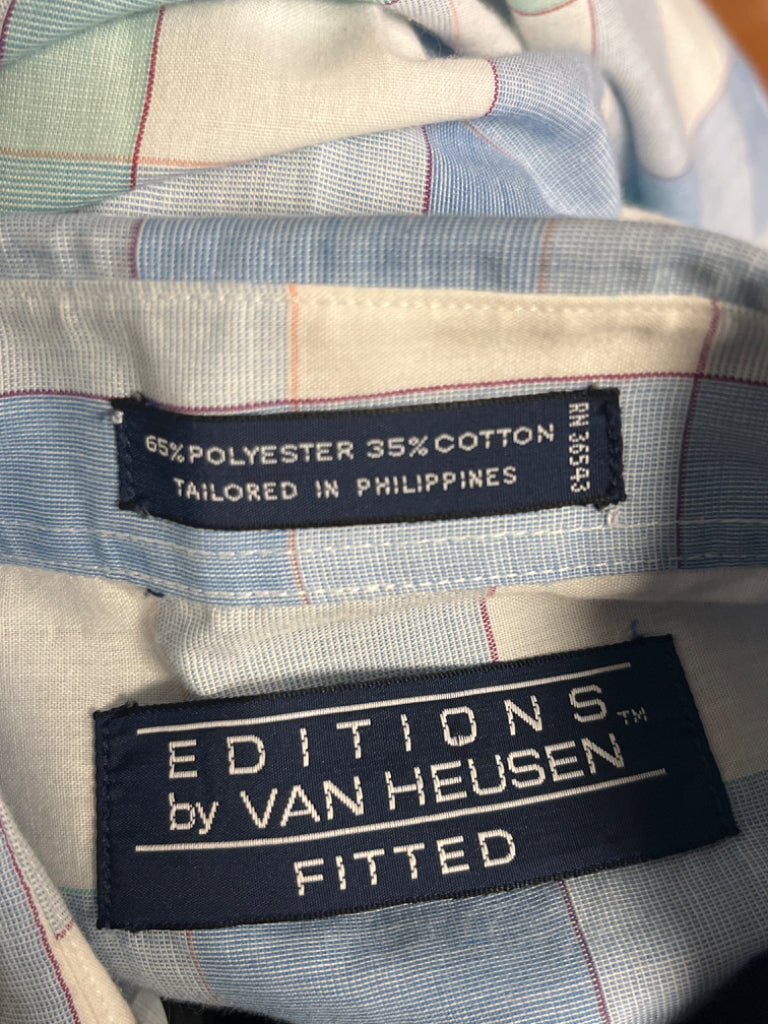 65% POLYESTER 35% COTTON
TAILORED IN PHILIPPINES
RN 36543
EDITIONS™
by VAN HEUSEN
FITTED